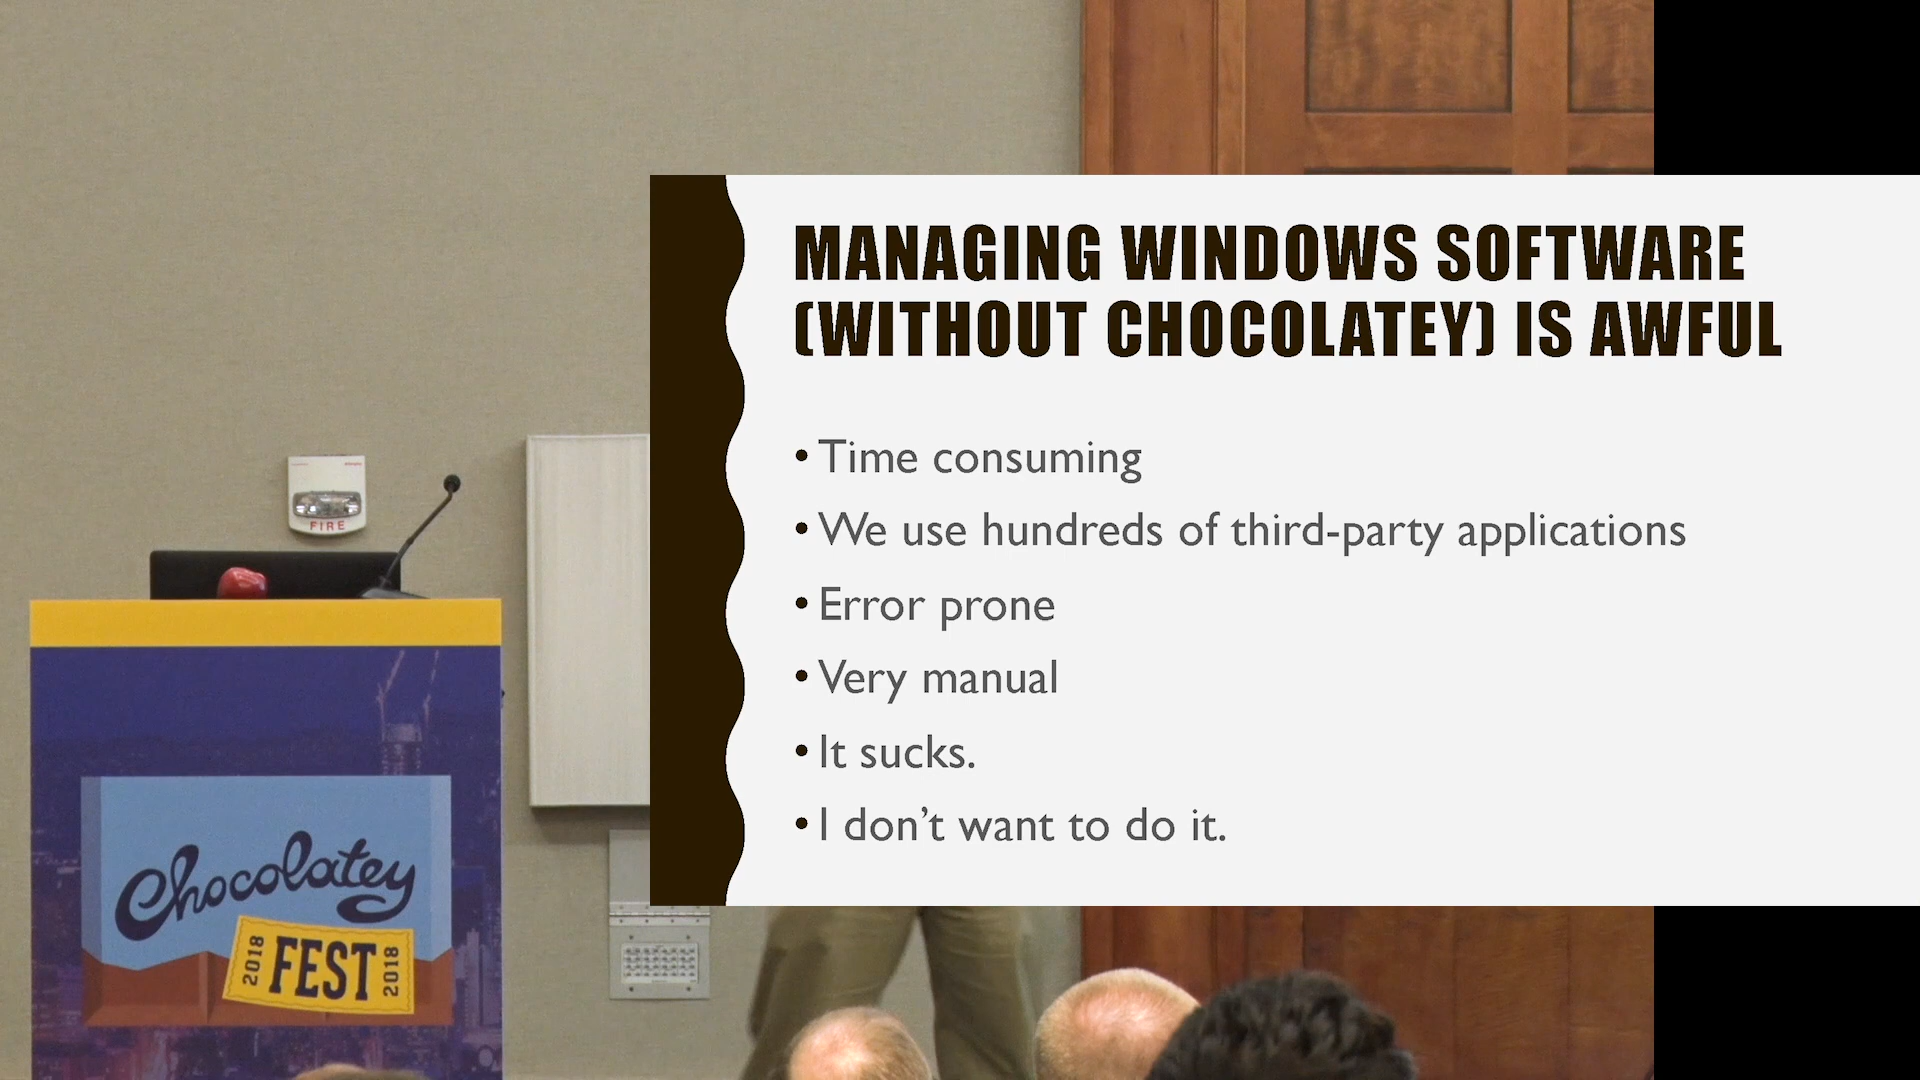 MANAGING WINDOWS SOFTWARE
(WITHOUT CHOCOLATEY) IS AWFUL
• Time consuming
• We use hundreds of third-party applications
• Error prone
• Very manual
• It sucks.
• I don't want to do it.
FIRE
Chocolatey
2018 FEST 2018